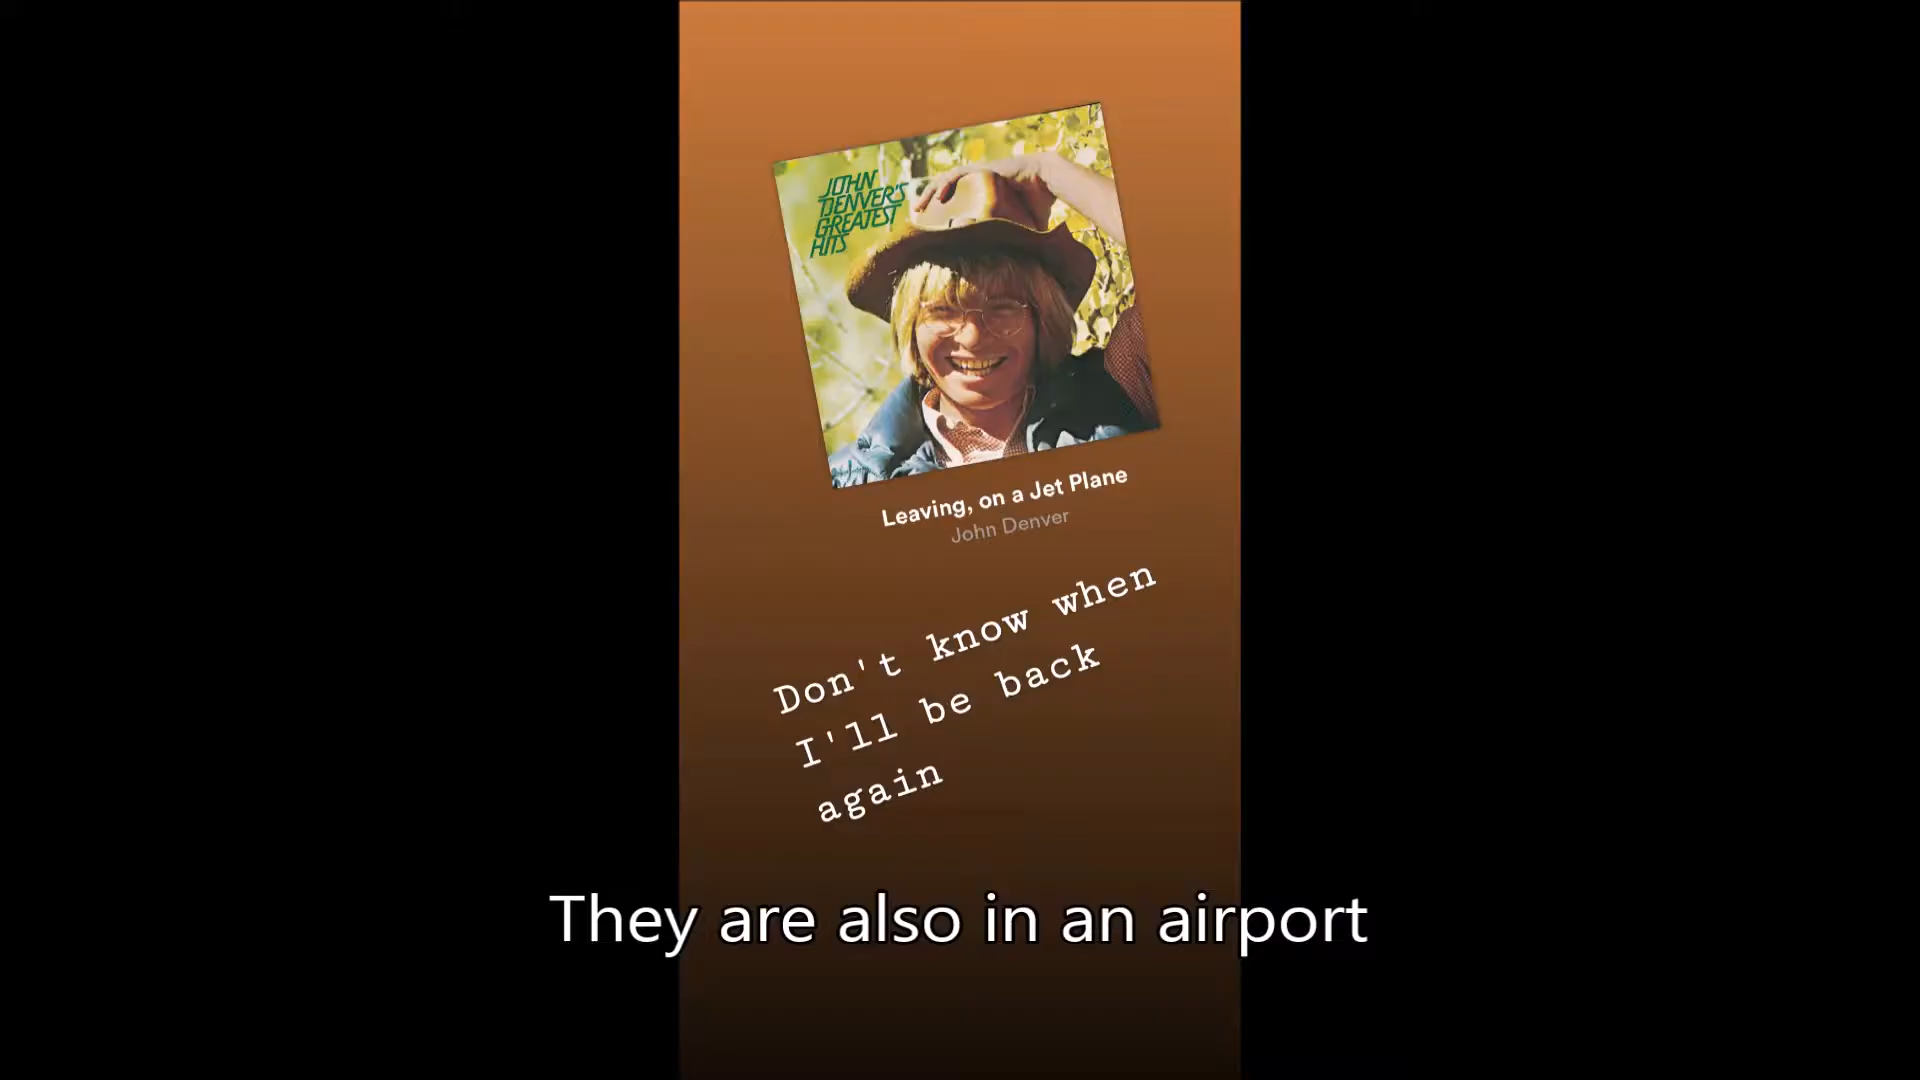 JOHN
DENVER'S
GREATEST
HITS
Leaving, on a Jet Plane
John Denver
Don't know when
I'll be back
again
They are also in an airport